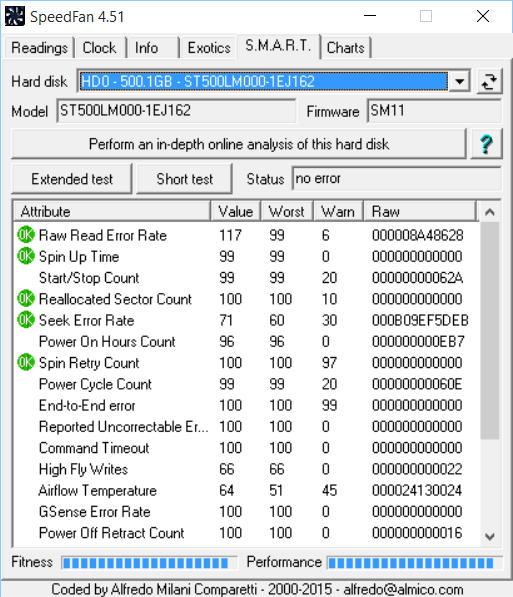 SpeedFan 4.51
Readings Clock Info Exotics S.M.A.R.T. Charts
Hard disk HD0 - 500.1GB - ST500LM000-1EJ162
Model ST500LM000-1EJ162 Firmware SM11
Perform an in-depth online analysis of this hard disk ?
Extended test Short test Status no error
Attribute Value Worst Warn Raw
OK Raw Read Error Rate 117 99 6 000008A48628
OK Spin Up Time 99 99 0 000000000000
Start/Stop Count 99 99 20 00000000062A
OK Reallocated Sector Count 100 100 10 000000000000
OK Seek Error Rate 71 60 30 000B09EF5DEB
Power On Hours Count 96 96 0 000000000EB7
OK Spin Retry Count 100 100 97 000000000000
Power Cycle Count 99 99 20 00000000060E
End-to-End error 100 100 99 000000000000
Reported Uncorrectable Er... 100 100 0 000000000000
Command Timeout 100 100 0 000000000000
High Fly Writes 66 66 0 000000000022
Airflow Temperature 64 51 45 000024130024
GSense Error Rate 100 100 0 000000000000
Power Off Retract Count 100 100 0 000000000016
Fitness Performance
Coded by Alfredo Milani Comparetti - 2000-2015 - alfredo@almico.com